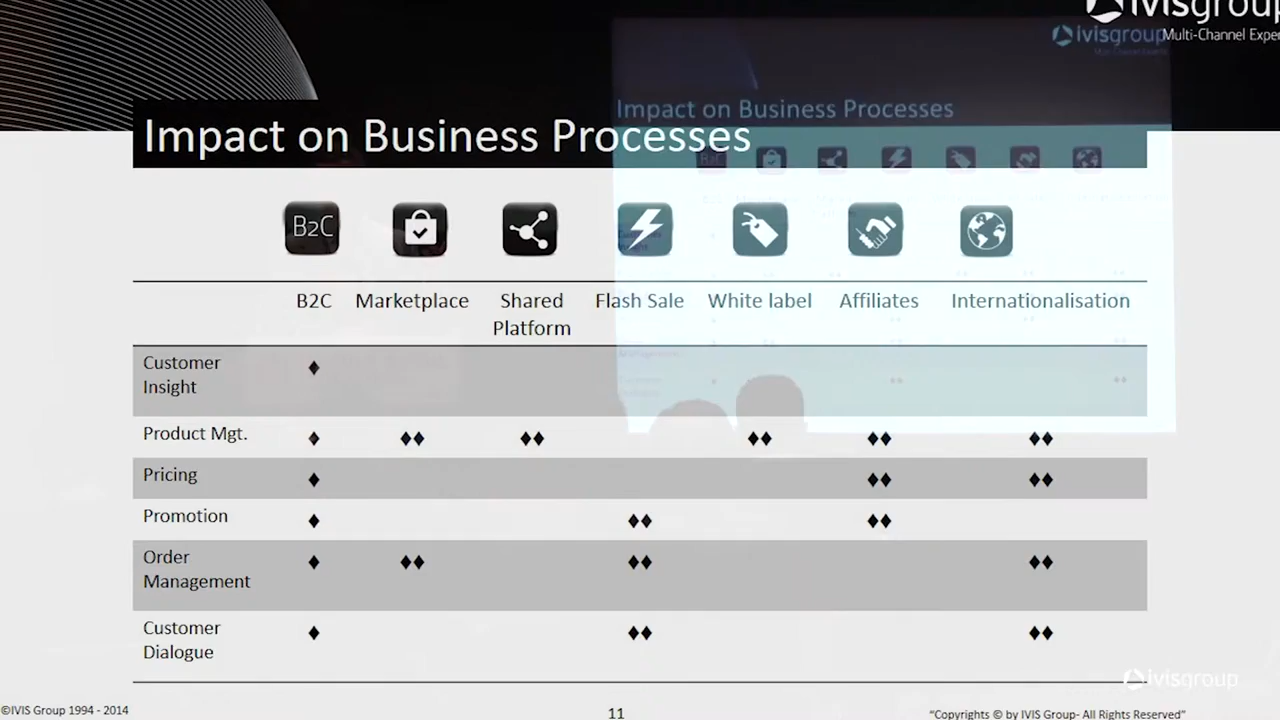 ivisgroup
ivisgroup Multi-Channel Exper
Impact on Business Processes
Impact on Business Processes
B2C
B2C Marketplace Shared Platform Flash Sale White label Affiliates Internationalisation
Customer
Insight ♦
Product Mgt. ♦ ♦♦ ♦♦ ♦♦ ♦♦ ♦♦
Pricing ♦ ♦♦ ♦♦
Promotion ♦ ♦♦ ♦♦
Order
Management ♦ ♦♦ ♦♦ ♦♦
Customer
Dialogue ♦ ♦♦ ♦♦
ivisgroup
©IVIS Group 1994 - 2014 11 “Copyrights © by IVIS Group- All Rights Reserved”